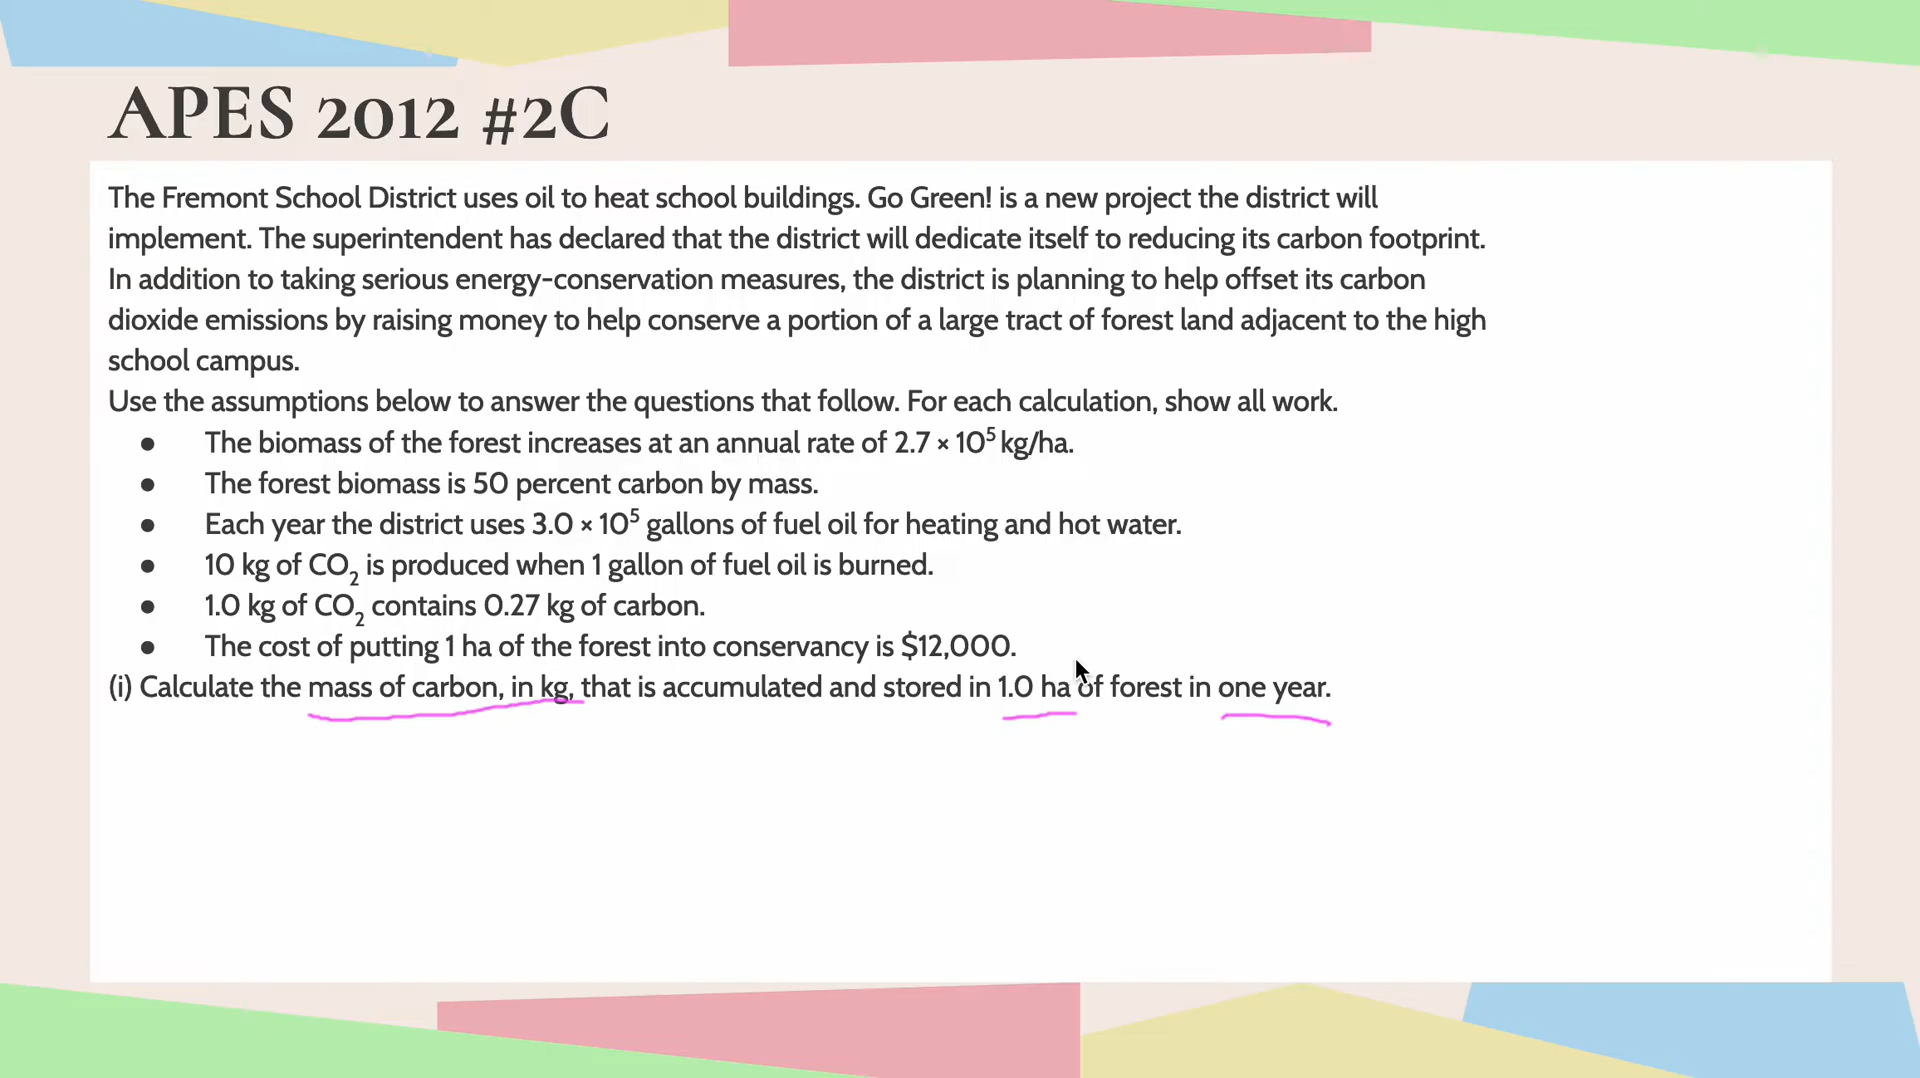 APES 2012 #2C
The Fremont School District uses oil to heat school buildings. Go Green! is a new project the district will
implement. The superintendent has declared that the district will dedicate itself to reducing its carbon footprint.
In addition to taking serious energy-conservation measures, the district is planning to help offset its carbon
dioxide emissions by raising money to help conserve a portion of a large tract of forest land adjacent to the high
school campus.
Use the assumptions below to answer the questions that follow. For each calculation, show all work.
● The biomass of the forest increases at an annual rate of 2.7 × 10⁵ kg/ha.
● The forest biomass is 50 percent carbon by mass.
● Each year the district uses 3.0 × 10⁵ gallons of fuel oil for heating and hot water.
● 10 kg of CO₂ is produced when 1 gallon of fuel oil is burned.
● 1.0 kg of CO₂ contains 0.27 kg of carbon.
● The cost of putting 1 ha of the forest into conservancy is $12,000.
(i) Calculate the mass of carbon, in kg, that is accumulated and stored in 1.0 ha of forest in one year.